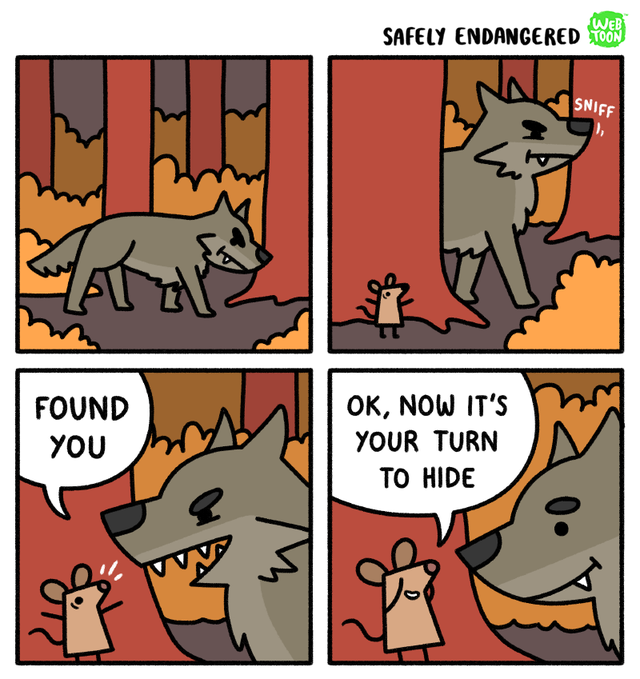 SAFELY ENDANGERED
WEB
TOON
SNIFF
FOUND
YOU
OK, NOW IT'S
YOUR TURN
TO HIDE